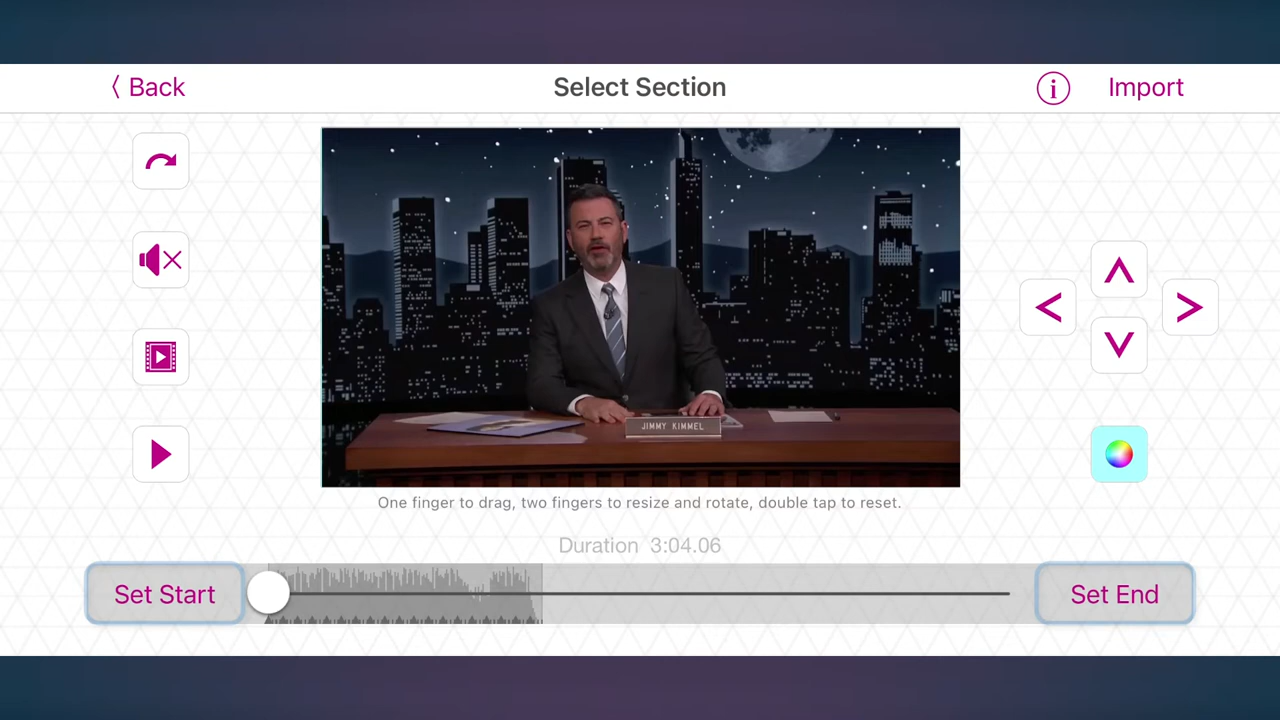 Back
Select Section
i
Import
JIMMY KIMMEL
One finger to drag, two fingers to resize and rotate, double tap to reset.
Duration 3:04.06
Set Start
Set End